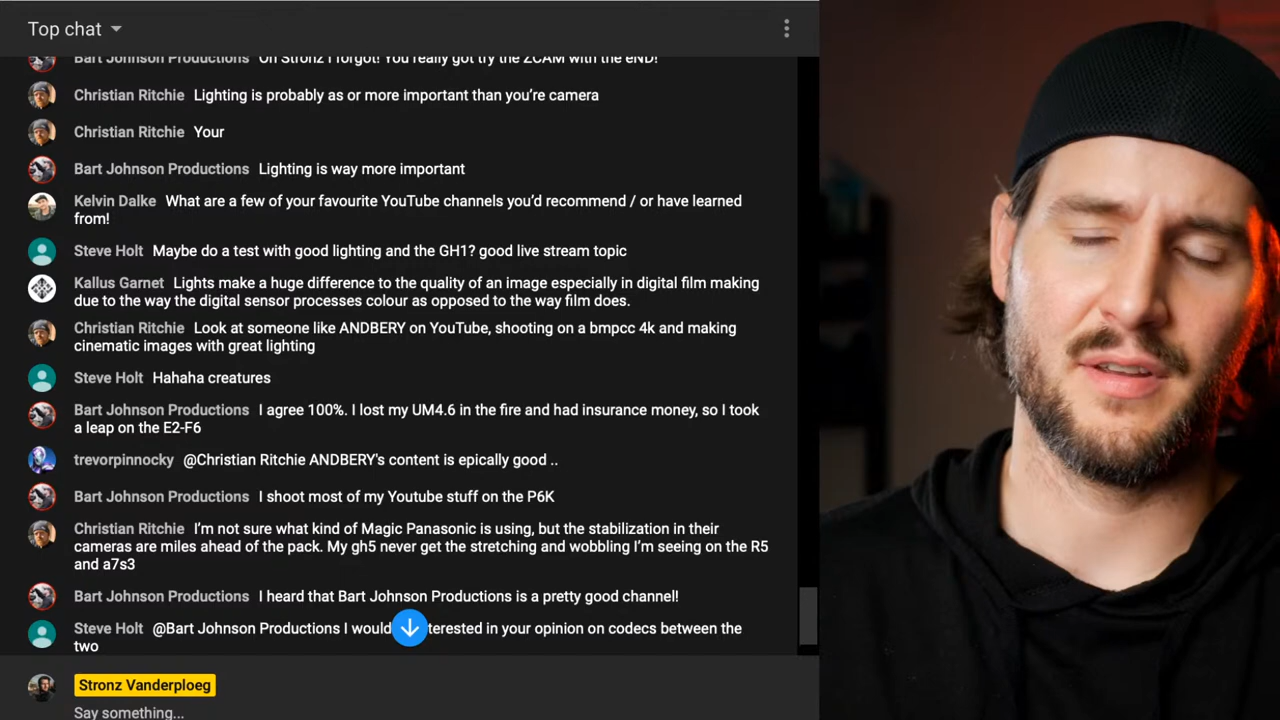 Top chat
Bart Johnson Productions Oh Stronz I forgot! You really got try the ZCAM with the eND!
Christian Ritchie Lighting is probably as or more important than you're camera
Christian Ritchie Your
Bart Johnson Productions Lighting is way more important
Kelvin Dalke What are a few of your favourite YouTube channels you'd recommend / or have learned
from!
Steve Holt Maybe do a test with good lighting and the GH1? good live stream topic
Kallus Garnet Lights make a huge difference to the quality of an image especially in digital film making
due to the way the digital sensor processes colour as opposed to the way film does.
Christian Ritchie Look at someone like ANDBERY on YouTube, shooting on a bmpcc 4k and making
cinematic images with great lighting
Steve Holt Hahaha creatures
Bart Johnson Productions I agree 100%. I lost my UM4.6 in the fire and had insurance money, so I took
a leap on the E2-F6
trevorpinnocky @Christian Ritchie ANDBERY's content is epically good ..
Bart Johnson Productions I shoot most of my Youtube stuff on the P6K
Christian Ritchie I'm not sure what kind of Magic Panasonic is using, but the stabilization in their
cameras are miles ahead of the pack. My gh5 never get the stretching and wobbling I'm seeing on the R5
and a7s3
Bart Johnson Productions I heard that Bart Johnson Productions is a pretty good channel!
Steve Holt @Bart Johnson Productions I would terested in your opinion on codecs between the
two
Stronz Vanderploeg
Say something...